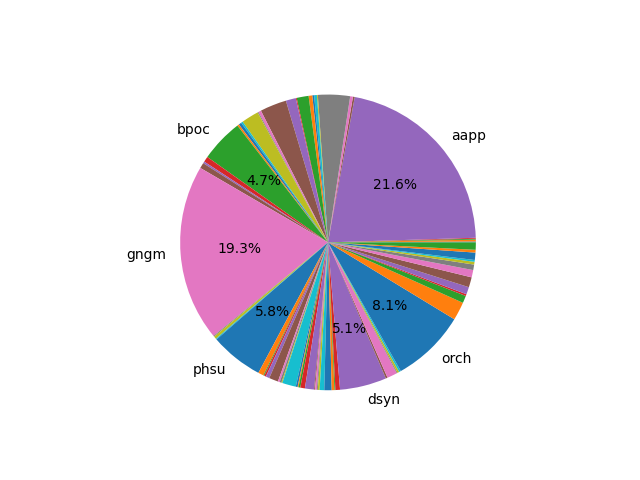 bpoc
aapp
4.7%
21.6%
gngm
19.3%
5.8%
5.1%
8.1%
phsu
dsyn
orch